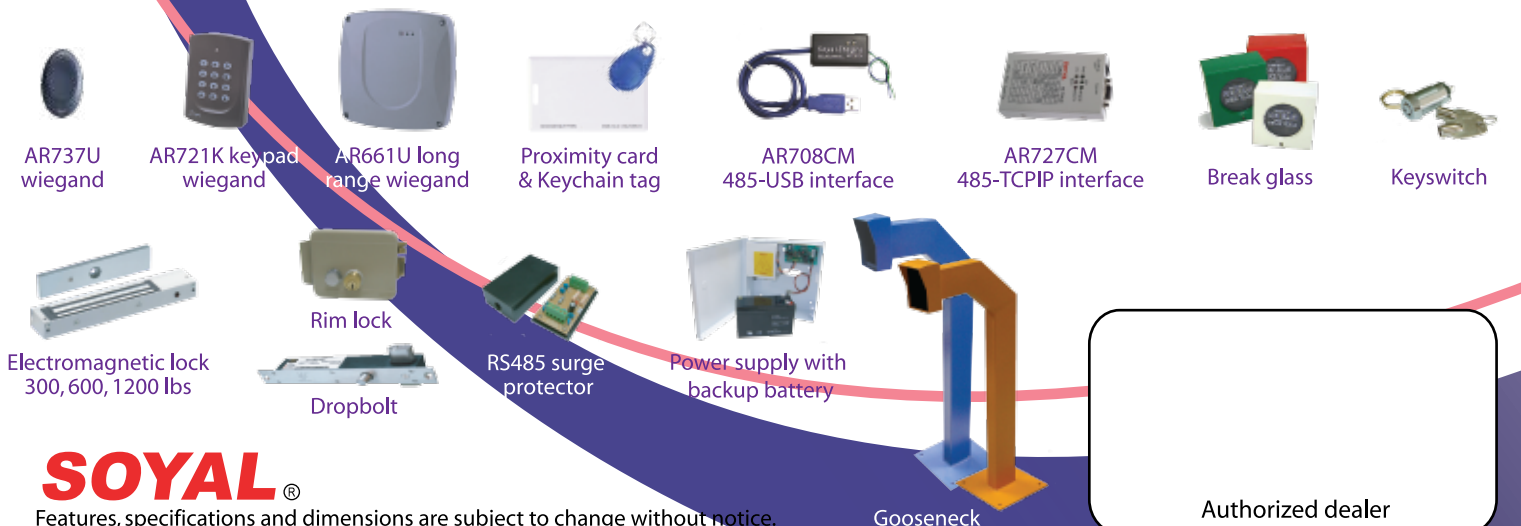 AR737U
wiegand
AR721K keypad
wiegand
AR661U long
range wiegand
Proximity card
& Keychain tag
AR708CM
485-USB interface
AR727CM
485-TCPIP interface
Break glass
Keyswitch
Electromagnetic lock
300, 600, 1200 lbs
Rim lock
Dropbolt
RS485 surge
protector
Power supply with
backup battery
Gooseneck
SOYAL ®
Features, specifications and dimensions are subject to change without notice.
Authorized dealer